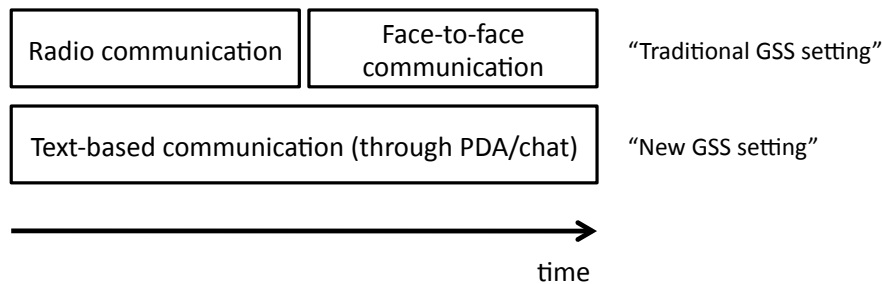 Radio communication
Face-to-face
communication
“Traditional GSS setting”
Text-based communication (through PDA/chat)
“New GSS setting”
time